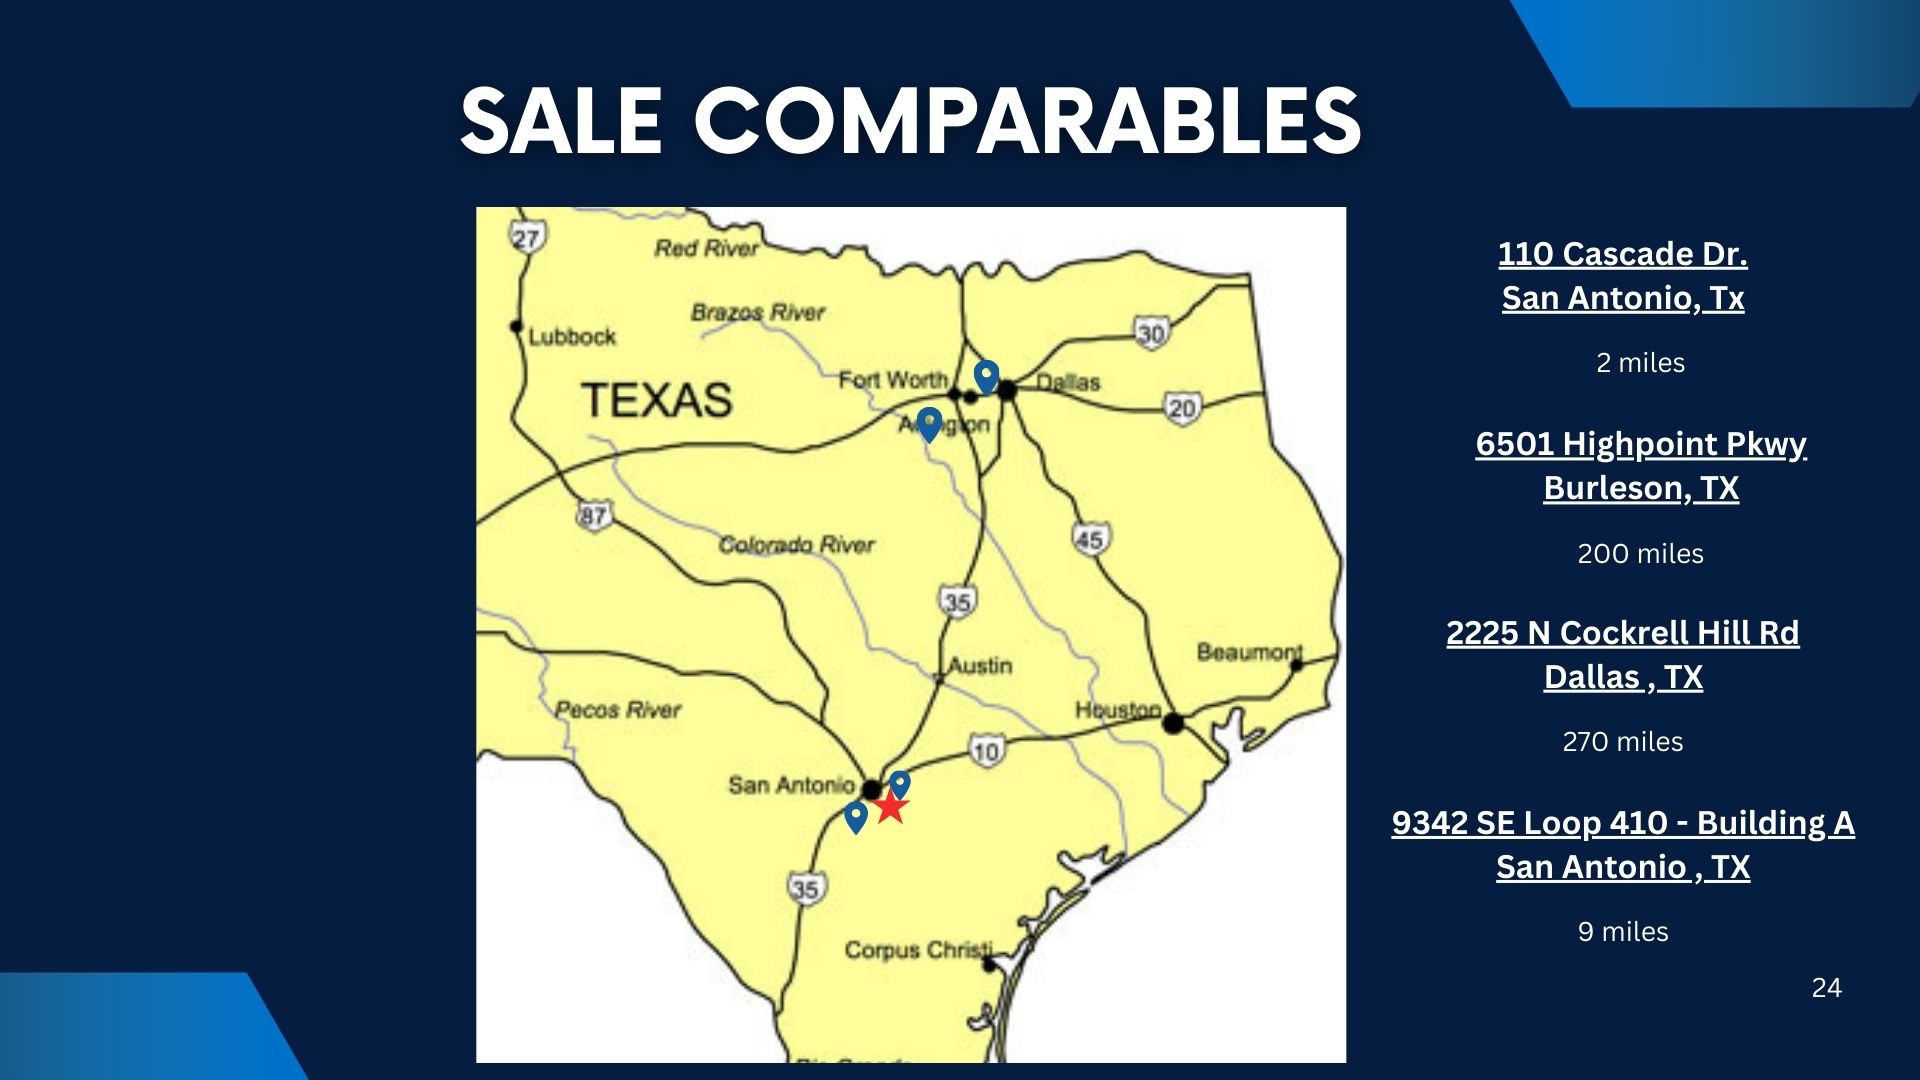 SALE COMPARABLES
27
Red River
Brazos River
Lubbock
30
TEXAS
Fort Worth
Dallas
20
87
Colorado River
45
35
Austin
Beaumont
Pecos River
Houston
10
San Antonio
35
Corpus Christi
110 Cascade Dr.
San Antonio, Tx
2 miles
6501 Highpoint Pkwy
Burleson, TX
200 miles
2225 N Cockrell Hill Rd
Dallas , TX
270 miles
9342 SE Loop 410 - Building A
San Antonio , TX
9 miles
24